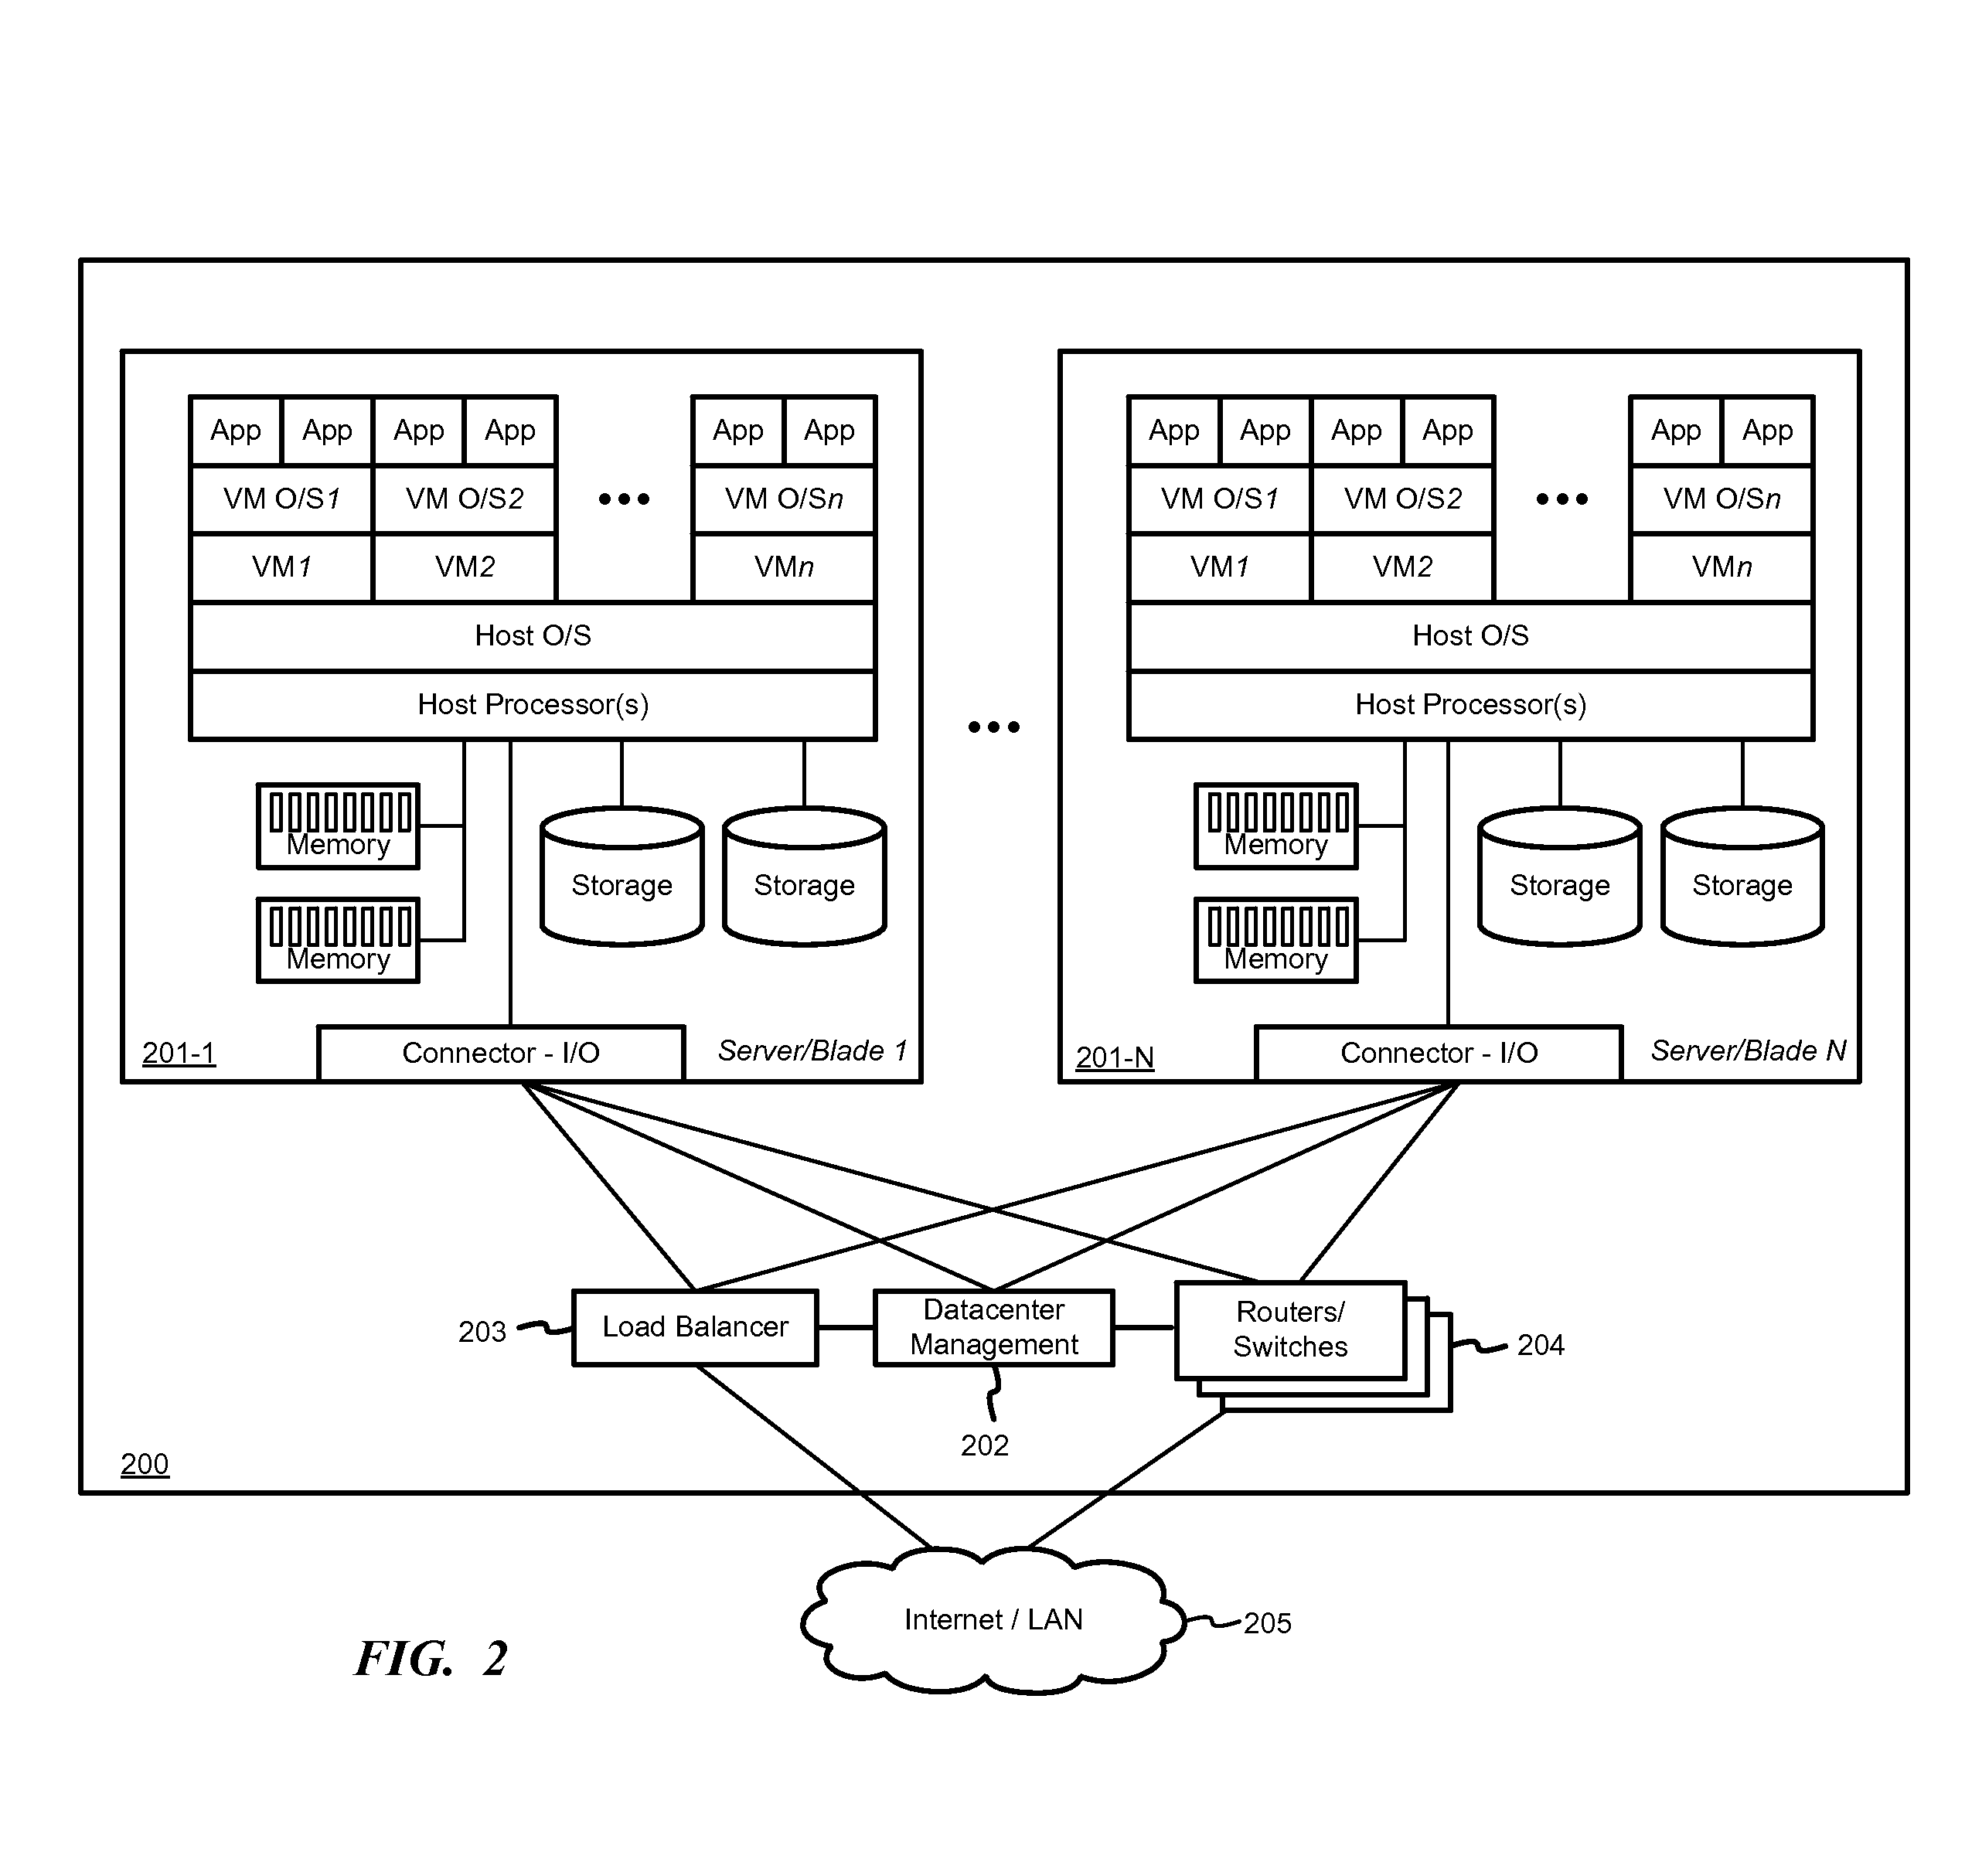 App App App App App App
VM O/S1 VM O/S2 VM O/Sn
VM1 VM2 VMn
Host O/S
Host Processor(s)
Memory
Memory
Storage Storage
201-1 Connector - I/O Server/Blade 1
App App App App App App
VM O/S1 VM O/S2 VM O/Sn
VM1 VM2 VMn
Host O/S
Host Processor(s)
Memory
Memory
Storage Storage
201-N Connector - I/O Server/Blade N
203 Load Balancer
Datacenter
Management
202
Routers/
Switches
204
200
Internet / LAN
205
FIG. 2